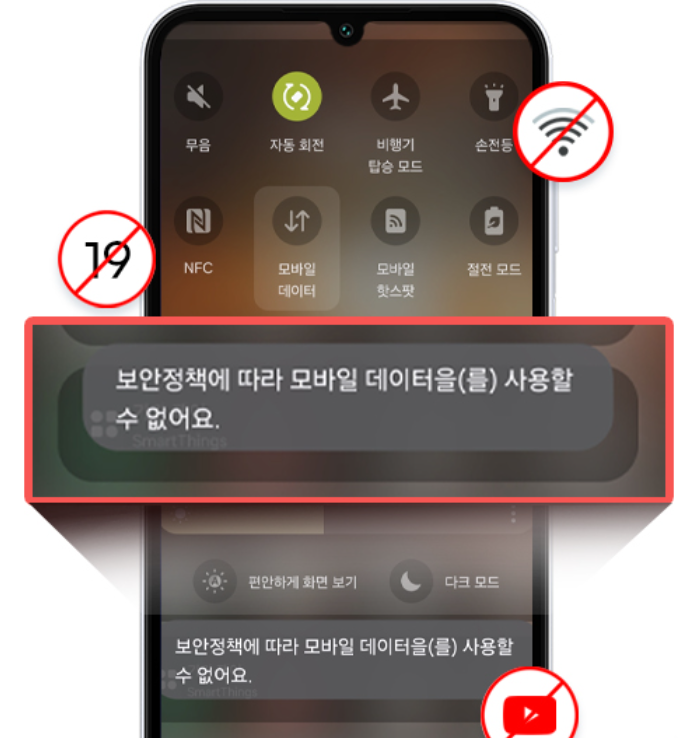 무음
자동 회전
비행기
탑승 모드
손전등
19
NFC
모바일
데이터
모바일
핫스팟
절전 모드
보안정책에 따라 모바일 데이터을(를) 사용할
수 없어요.
SmartThings
편안하게 화면 보기
다크 모드
보안정책에 따라 모바일 데이터을(를) 사용할
수 없어요.
SmartThings